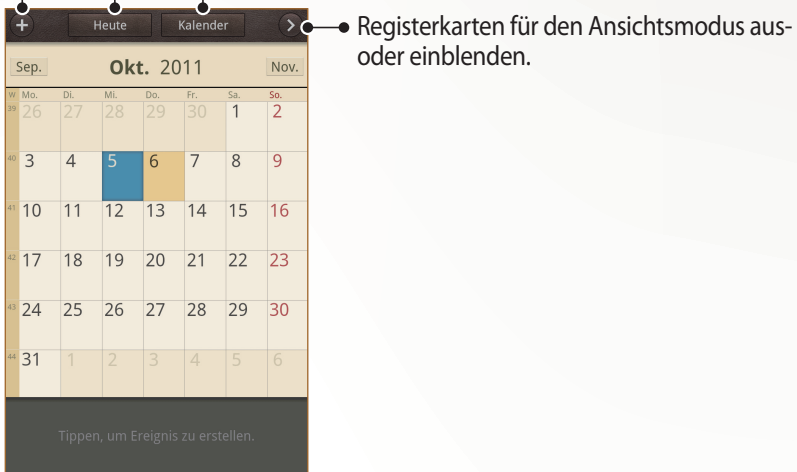 + Heute Kalender >
Registerkarten für den Ansichtsmodus aus-
oder einblenden.
Sep. Okt. 2011 Nov.
W Mo. Di. Mi. Do. Fr. Sa. So.
39 26 27 28 29 30 1 2
40 3 4 5 6 7 8 9
41 10 11 12 13 14 15 16
42 17 18 19 20 21 22 23
43 24 25 26 27 28 29 30
44 31 1 2 3 4 5 6
Tippen, um Ereignis zu erstellen.